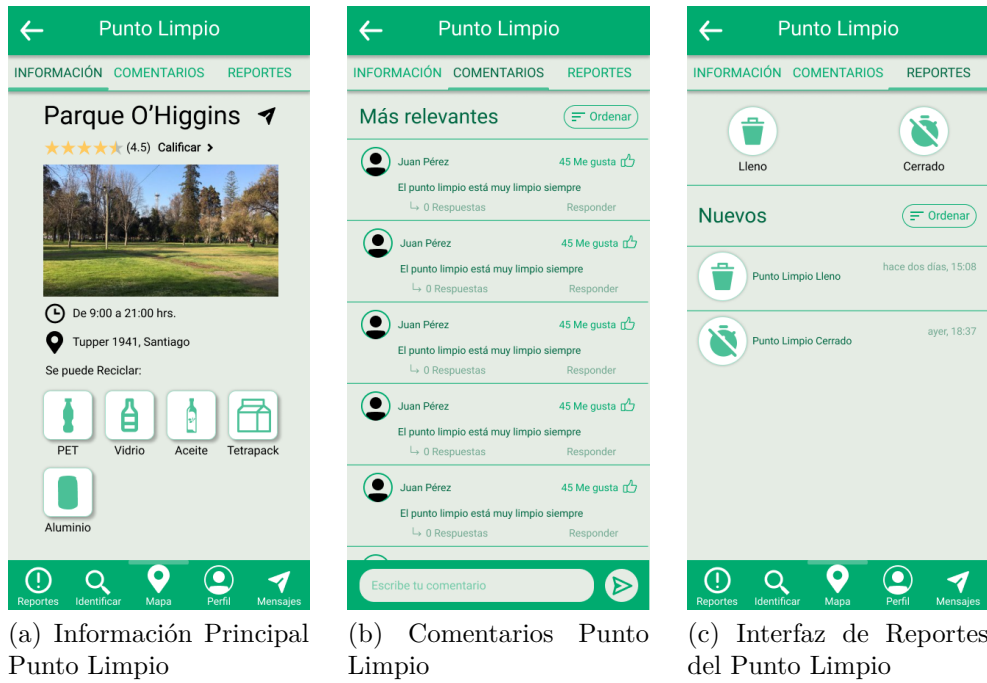 Punto Limpio
INFORMACIÓN COMENTARIOS REPORTES
Parque O'Higgins
(4.5) Calificar >
De 9:00 a 21:00 hrs.
Tupper 1941, Santiago
Se puede Reciclar:
PET Vidrio Aceite Tetrapack
Aluminio
Reportes Identificar Mapa Perfil Mensajes
(a) Información Principal
Punto Limpio
Punto Limpio
INFORMACIÓN COMENTARIOS REPORTES
Más relevantes Ordenar
Juan Pérez 45 Me gusta
El punto limpio está muy limpio siempre
0 Respuestas Responder
Juan Pérez 45 Me gusta
El punto limpio está muy limpio siempre
0 Respuestas Responder
Juan Pérez 45 Me gusta
El punto limpio está muy limpio siempre
0 Respuestas Responder
Juan Pérez 45 Me gusta
El punto limpio está muy limpio siempre
0 Respuestas Responder
Juan Pérez 45 Me gusta
El punto limpio está muy limpio siempre
0 Respuestas Responder
Escribe tu comentario
(b) Comentarios Punto
Limpio
Punto Limpio
INFORMACIÓN COMENTARIOS REPORTES
Lleno Cerrado
Nuevos Ordenar
Punto Limpio Lleno hace dos días, 15:08
Punto Limpio Cerrado ayer, 18:37
Reportes Identificar Mapa Perfil Mensajes
(c) Interfaz de Reportes
del Punto Limpio